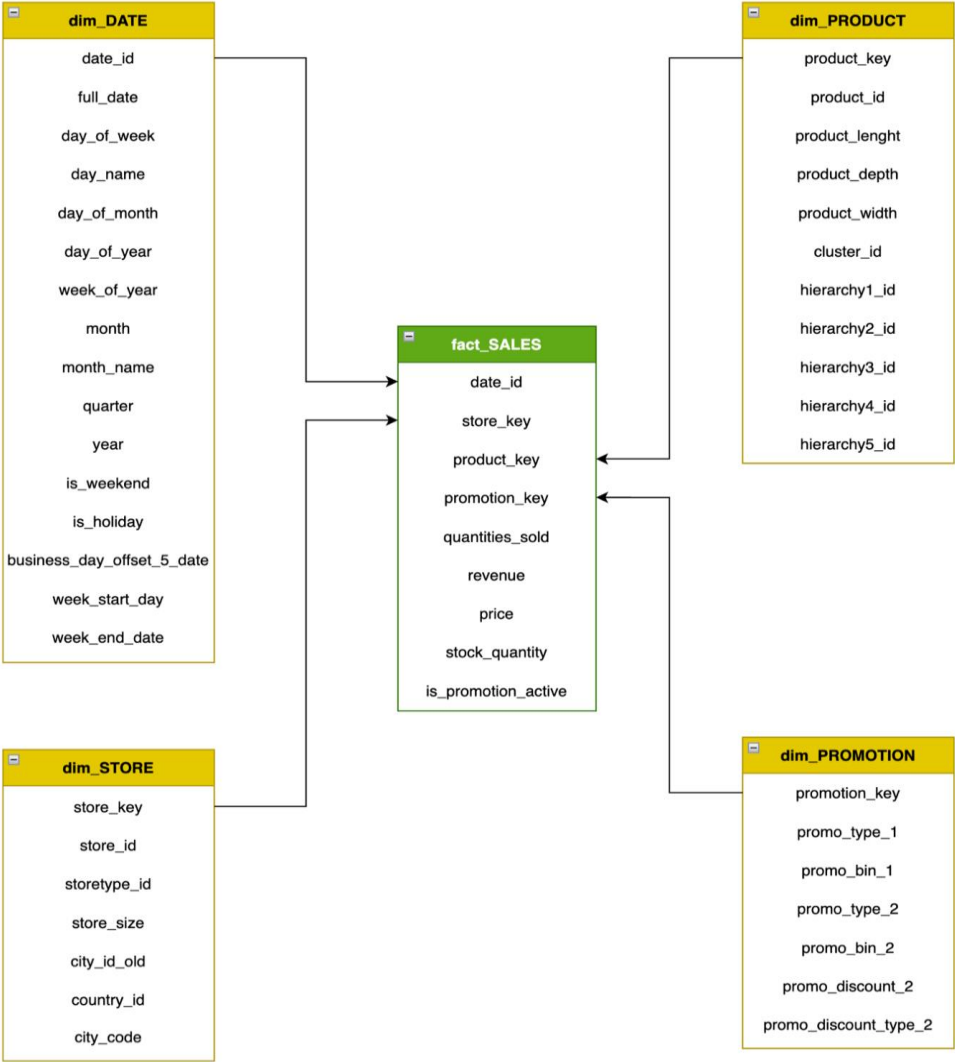 dim_DATE
date_id
full_date
day_of_week
day_name
day_of_month
day_of_year
week_of_year
month
month_name
quarter
year
is_weekend
is_holiday
business_day_offset_5_date
week_start_day
week_end_date
dim_PRODUCT
product_key
product_id
product_lenght
product_depth
product_width
cluster_id
hierarchy1_id
hierarchy2_id
hierarchy3_id
hierarchy4_id
hierarchy5_id
fact_SALES
date_id
store_key
product_key
promotion_key
quantities_sold
revenue
price
stock_quantity
is_promotion_active
dim_STORE
store_key
store_id
storetype_id
store_size
city_id_old
country_id
city_code
dim_PROMOTION
promotion_key
promo_type_1
promo_bin_1
promo_type_2
promo_bin_2
promo_discount_2
promo_discount_type_2